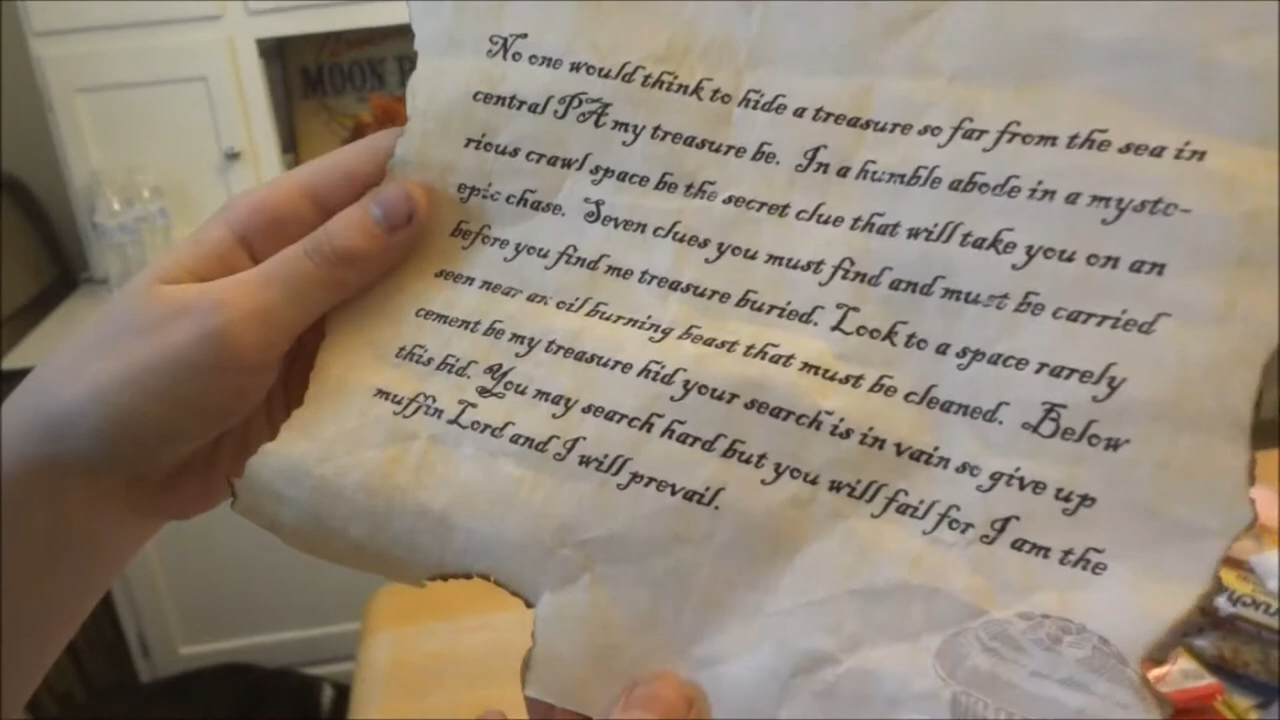 MOON P
No one would think to hide a treasure so far from the sea in
central PA my treasure be. In a humble abode in a myste-
rious crawl space be the secret clue that will take you on an
epic chase. Seven clues you must find and must be carried
before you find me treasure buried. Look to a space rarely
seen near an oil burning beast that must be cleaned. Below
cement be my treasure hid your search is in vain so give up
this bid. You may search hard but you will fail for I am the
muffin Lord and I will prevail.